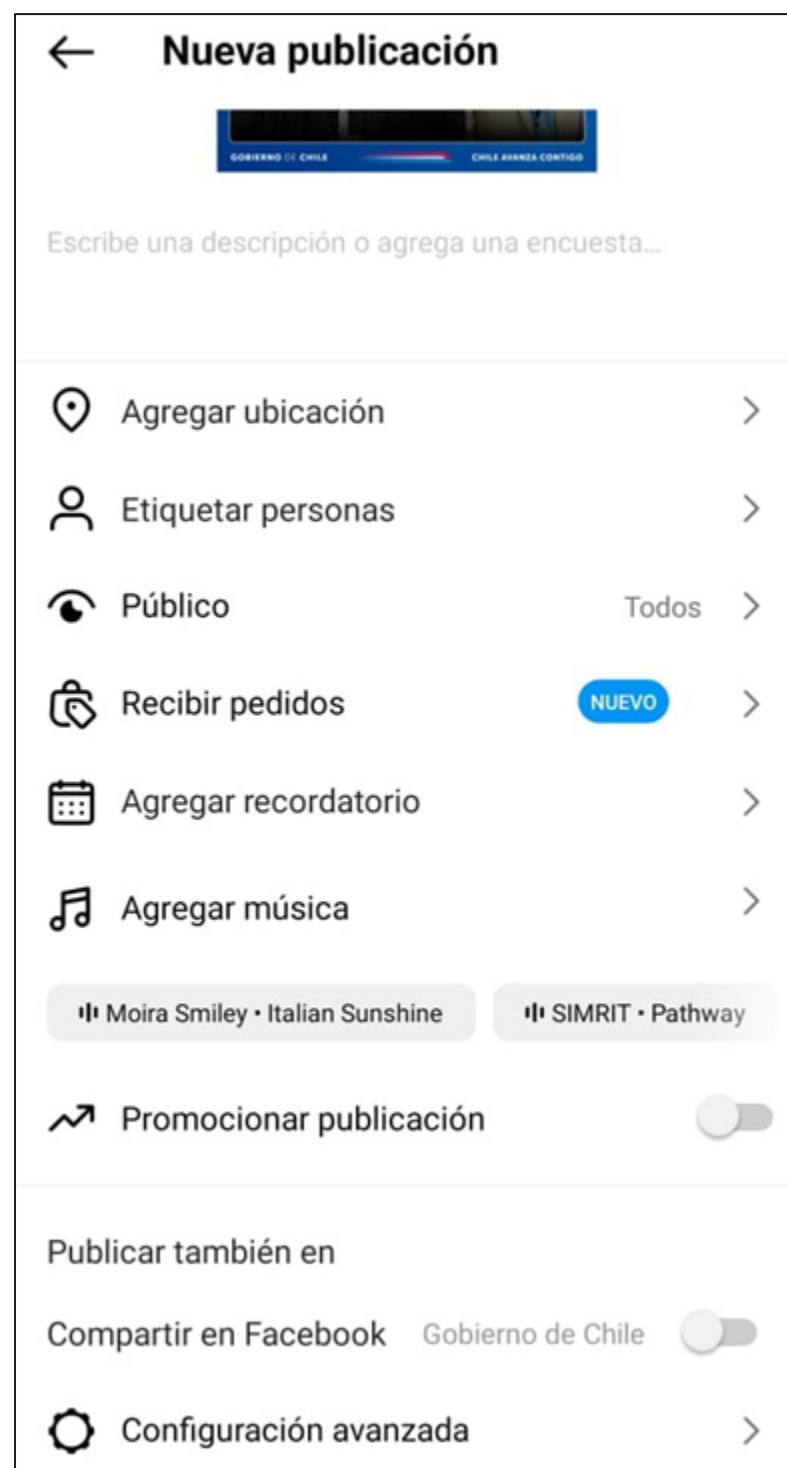 Nueva publicación
GOBIERNO DE CHILE CHILE AVANZA CONTIGO
Escribe una descripción o agrega una encuesta...
Agregar ubicación
Etiquetar personas
Público Todos
Recibir pedidos NUEVO
Agregar recordatorio
Agregar música
Moira Smiley • Italian Sunshine SIMRIT • Pathway
Promocionar publicación
Publicar también en
Compartir en Facebook Gobierno de Chile
Configuración avanzada